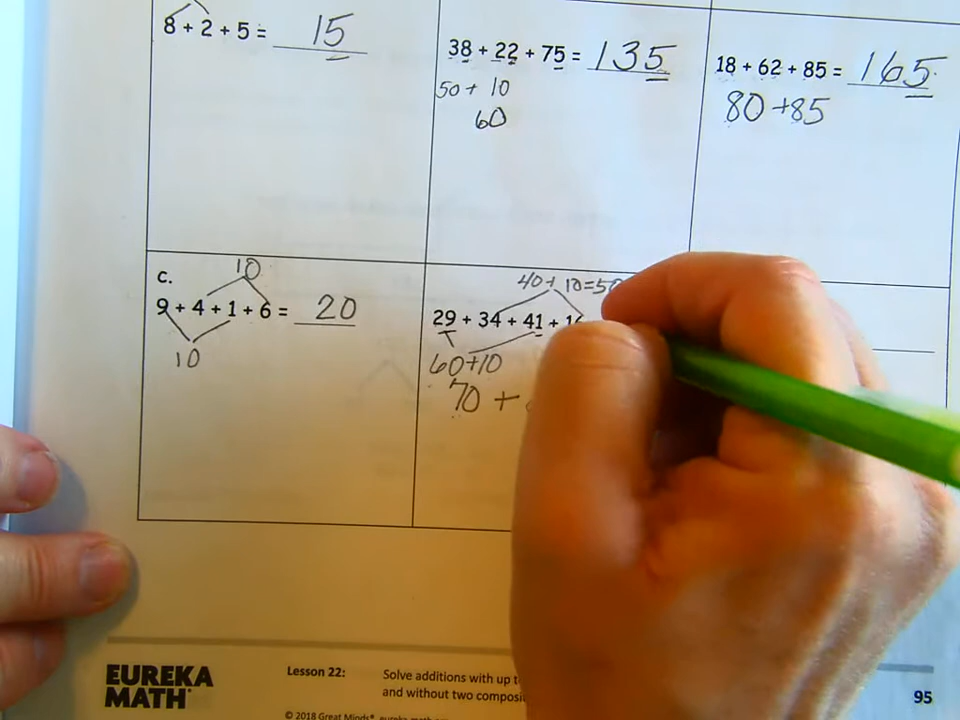 8 + 2 + 5 = 15
38 + 22 + 75 = 135
50 + 10
60
18 + 62 + 85 = 165
80 + 85
c.
10
9 + 4 + 1 + 6 = 20
10
40 + 10 = 50
29 + 34 + 41 +
60 + 10
70 +
EUREKA
MATH
Lesson 22: Solve additions with up
and without two
© 2018 Great Minds®.
95